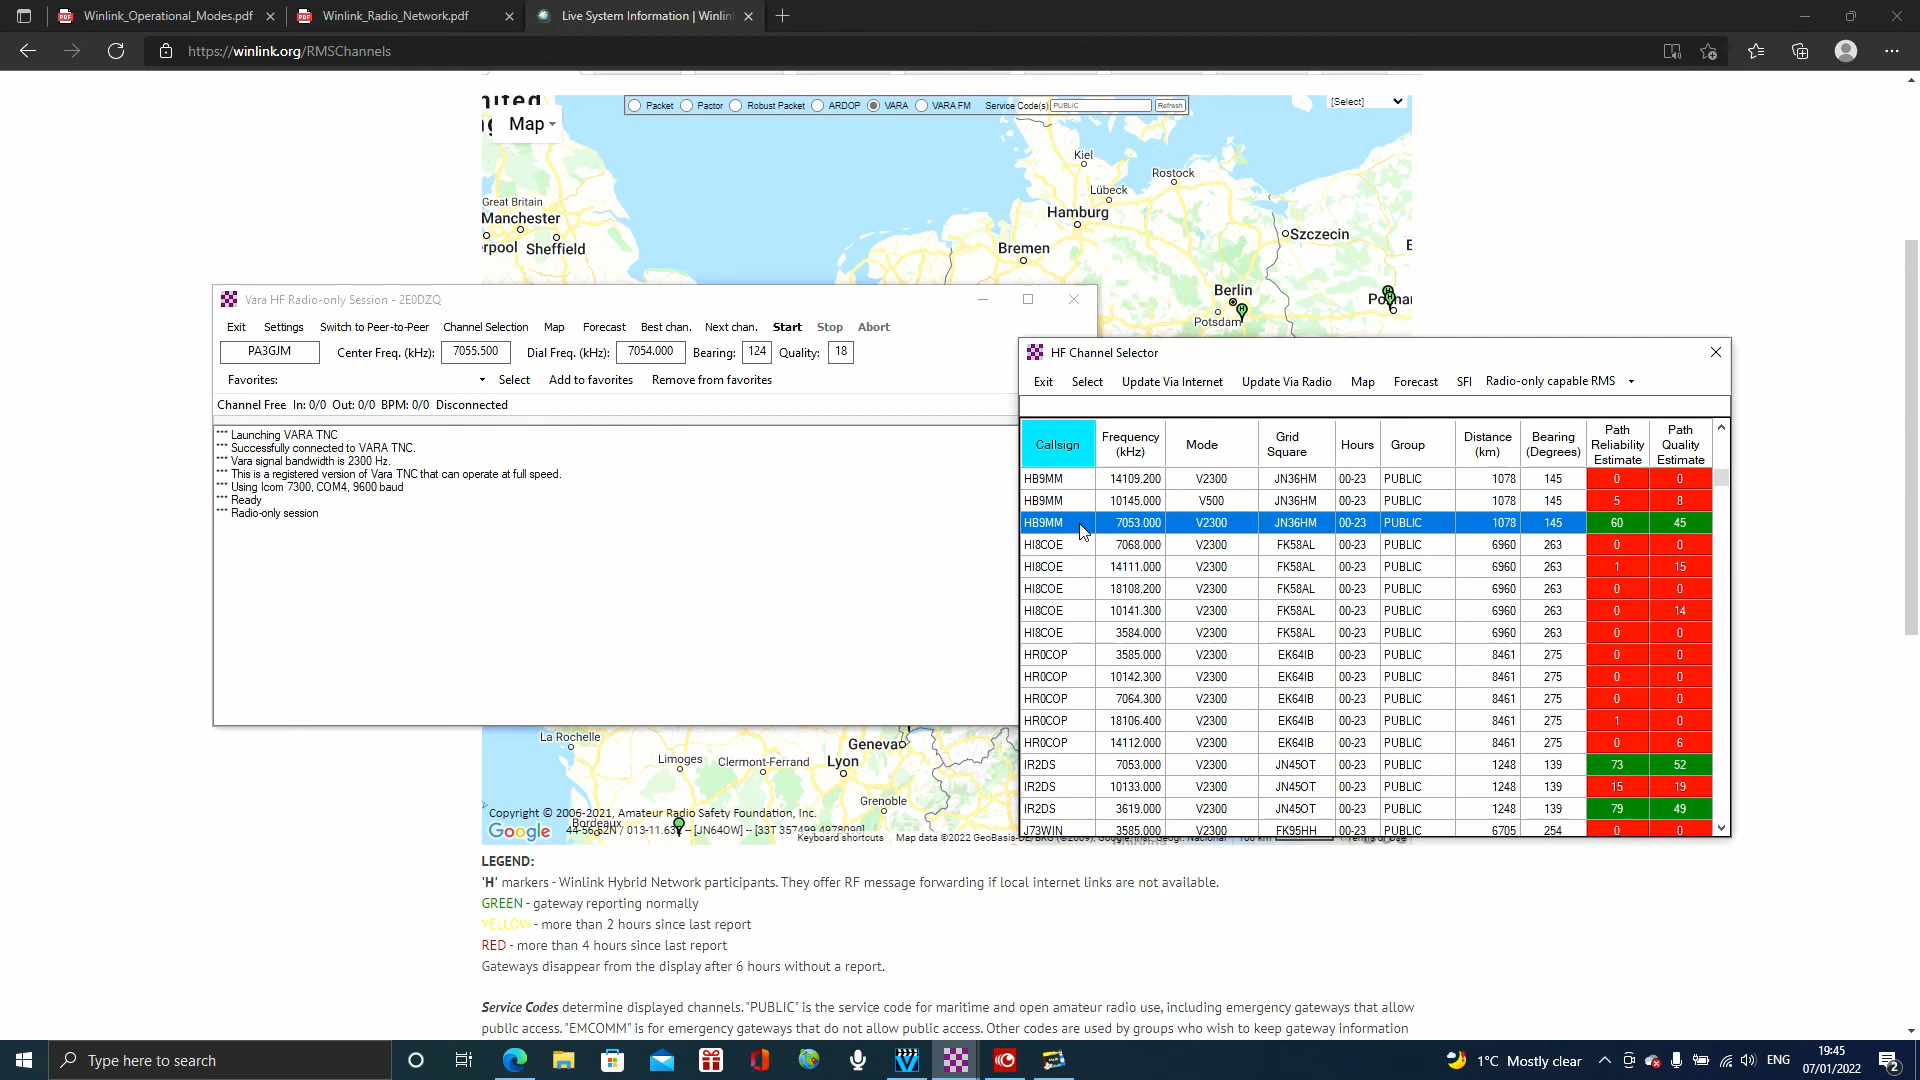 Winlink_Operational_Modes.pdf
Winlink_Radio_Network.pdf
Live System Information | Winlin
https://winlink.org/RMSChannels
Packet Pactor Robust Packet ARDOP VARA VARA FM Service Code(s) PUBLIC Refresh
[Select]
Map
Great Britain
Manchester
Sheffield
Kiel
Rostock
Lübeck
Hamburg
Bremen
Szczecin
Berlin
Potsdam
Vara HF Radio-only Session - 2E0DZQ
Exit Settings Switch to Peer-to-Peer Channel Selection Map Forecast Best chan. Next chan. Start Stop Abort
PA3GJM Center Freq. (kHz): 7055.500 Dial Freq. (kHz): 7054.000 Bearing: 124 Quality: 18
Favorites: Select Add to favorites Remove from favorites
Channel Free In: 0/0 Out: 0/0 BPM: 0/0 Disconnected
*** Launching VARA TNC
*** Successfully connected to VARA TNC.
*** Vara signal bandwidth is 2300 Hz.
*** This is a registered version of Vara TNC that can operate at full speed.
*** Using Icom 7300, COM4, 9600 baud
*** Ready
*** Radio-only session
HF Channel Selector
Exit Select Update Via Internet Update Via Radio Map Forecast SFI Radio-only capable RMS
Callsign Frequency (kHz) Mode Grid Square Hours Group Distance (km) Bearing (Degrees) Path Reliability Estimate Path Quality Estimate
HB9MM 14109.200 V2300 JN36HM 00-23 PUBLIC 1078 145 0 0
HB9MM 10145.000 V500 JN36HM 00-23 PUBLIC 1078 145 5 8
HB9MM 7053.000 V2300 JN36HM 00-23 PUBLIC 1078 145 60 45
HI8COE 7068.000 V2300 FK58AL 00-23 PUBLIC 6960 263 0 0
HI8COE 14111.000 V2300 FK58AL 00-23 PUBLIC 6960 263 1 15
HI8COE 18108.200 V2300 FK58AL 00-23 PUBLIC 6960 263 0 0
HI8COE 10141.300 V2300 FK58AL 00-23 PUBLIC 6960 263 0 14
HI8COE 3584.000 V2300 FK58AL 00-23 PUBLIC 6960 263 0 0
HR0COP 3585.000 V2300 EK64IB 00-23 PUBLIC 8461 275 0 0
HR0COP 10142.300 V2300 EK64IB 00-23 PUBLIC 8461 275 0 0
HR0COP 7064.300 V2300 EK64IB 00-23 PUBLIC 8461 275 0 0
HR0COP 18106.400 V2300 EK64IB 00-23 PUBLIC 8461 275 1 0
HR0COP 14112.000 V2300 EK64IB 00-23 PUBLIC 8461 275 0 6
IR2DS 7053.000 V2300 JN45OT 00-23 PUBLIC 1248 139 73 52
IR2DS 10133.000 V2300 JN45OT 00-23 PUBLIC 1248 139 15 19
IR2DS 3619.000 V2300 JN45OT 00-23 PUBLIC 1248 139 79 49
J73WIN 3585.000 V2300 FK95HH 00-23 PUBLIC 6705 254 0 0
La Rochelle
Geneva
Limoges
Clermont-Ferrand
Lyon
Grenoble
Copyright © 2006-2021, Amateur Radio Safety Foundation, Inc.
Bordeaux
Google
Keyboard shortcuts
LEGEND:
'H' markers - Winlink Hybrid Network participants. They offer RF message forwarding if local internet links are not available.
GREEN - gateway reporting normally
YELLOW - more than 2 hours since last report
RED - more than 4 hours since last report
Gateways disappear from the display after 6 hours without a report.
Service Codes determine displayed channels. "PUBLIC" is the service code for maritime and open amateur radio use, including emergency gateways that allow
public access. "EMCOMM" is for emergency gateways that do not allow public access. Other codes are used by groups who wish to keep gateway information
Type here to search
1°C Mostly clear
ENG
19:45
07/01/2022
2